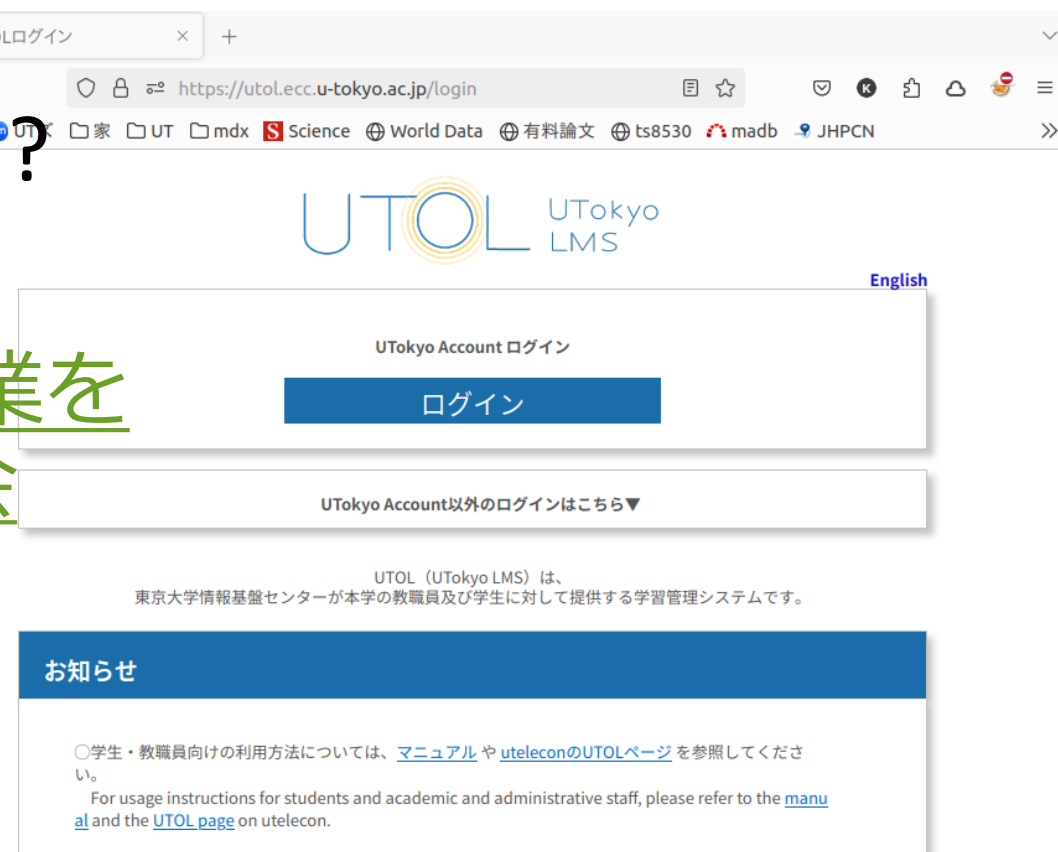 OLログイン
https://utol.ecc.u-tokyo.ac.jp/login
UTズ 家 UT mdx S Science World Data 有料論文 ts8530 madb JHPCN
?
UTOL UTokyo
LMS
English
UTokyo Account ログイン
業を
ログイン
UTokyo Account以外のログインはこちら▼
UTOL（UTokyo LMS）は、
東京大学情報基盤センターが本学の教職員及び学生に対して提供する学習管理システムです。
お知らせ
○学生・教職員向けの利用方法については、マニュアル や uteleconのUTOLページ を参照してくださ
い。
For usage instructions for students and academic and administrative staff, please refer to the manu
al and the UTOL page on utelecon.